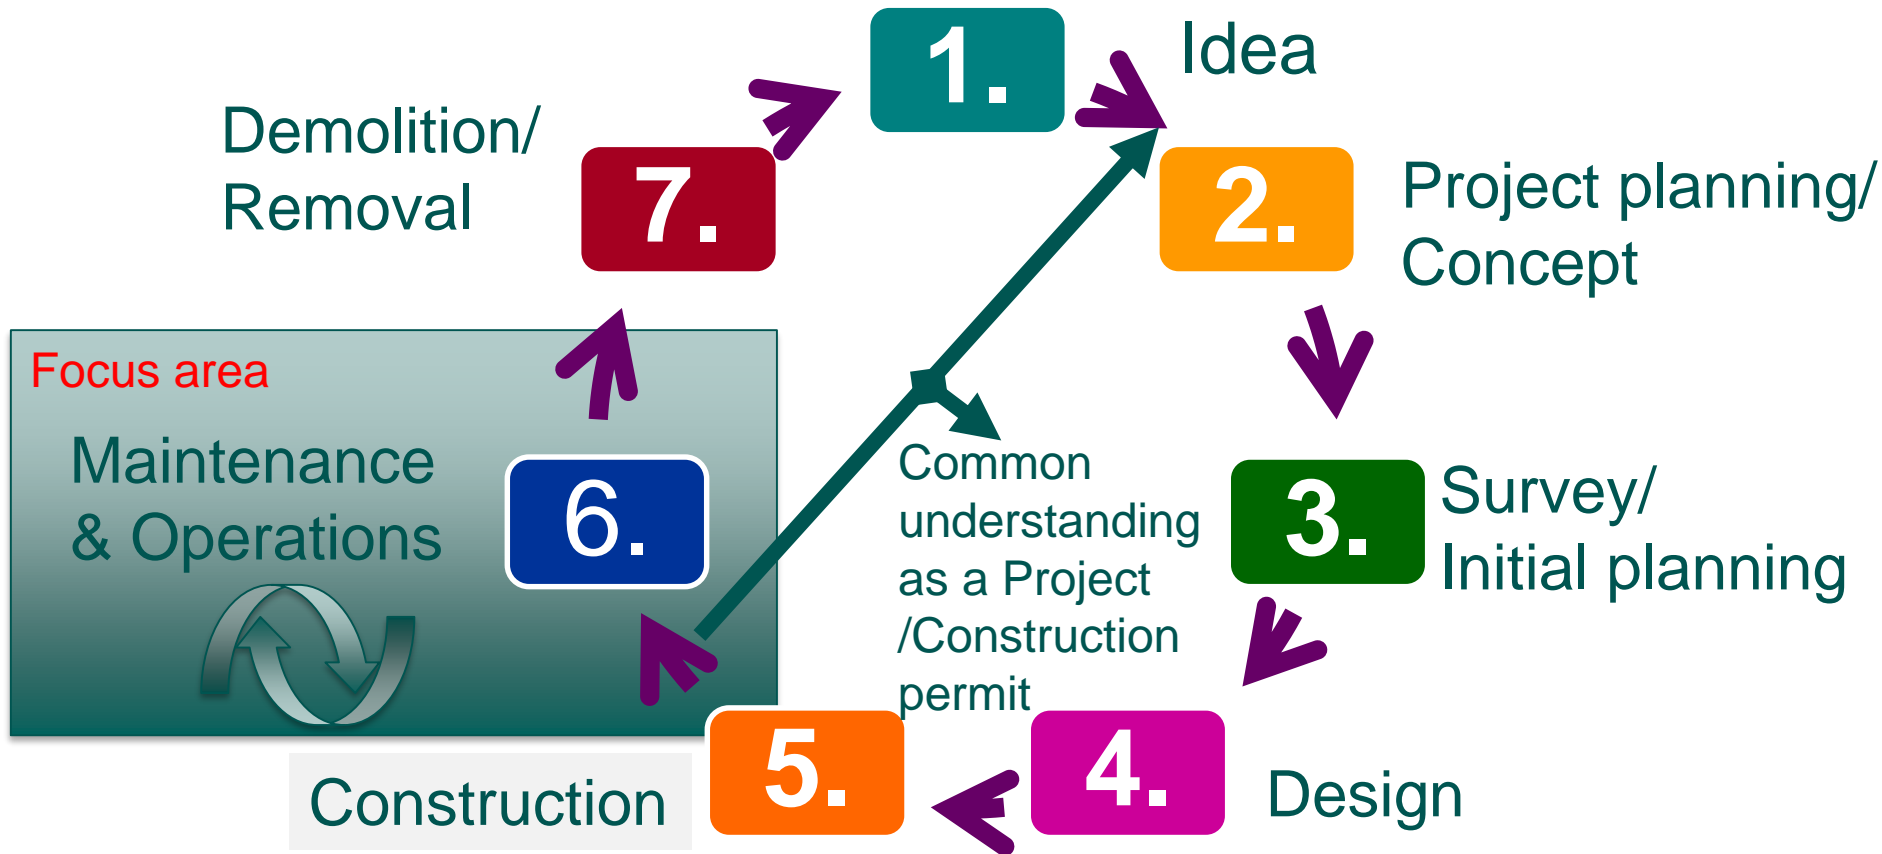 1.
Idea
2.
Project planning/
Concept
3.
Survey/
Initial planning
4.
Design
5.
Construction
6.
Focus area
Maintenance
& Operations
7.
Demolition/
Removal
Common
understanding
as a Project
/Construction
permit